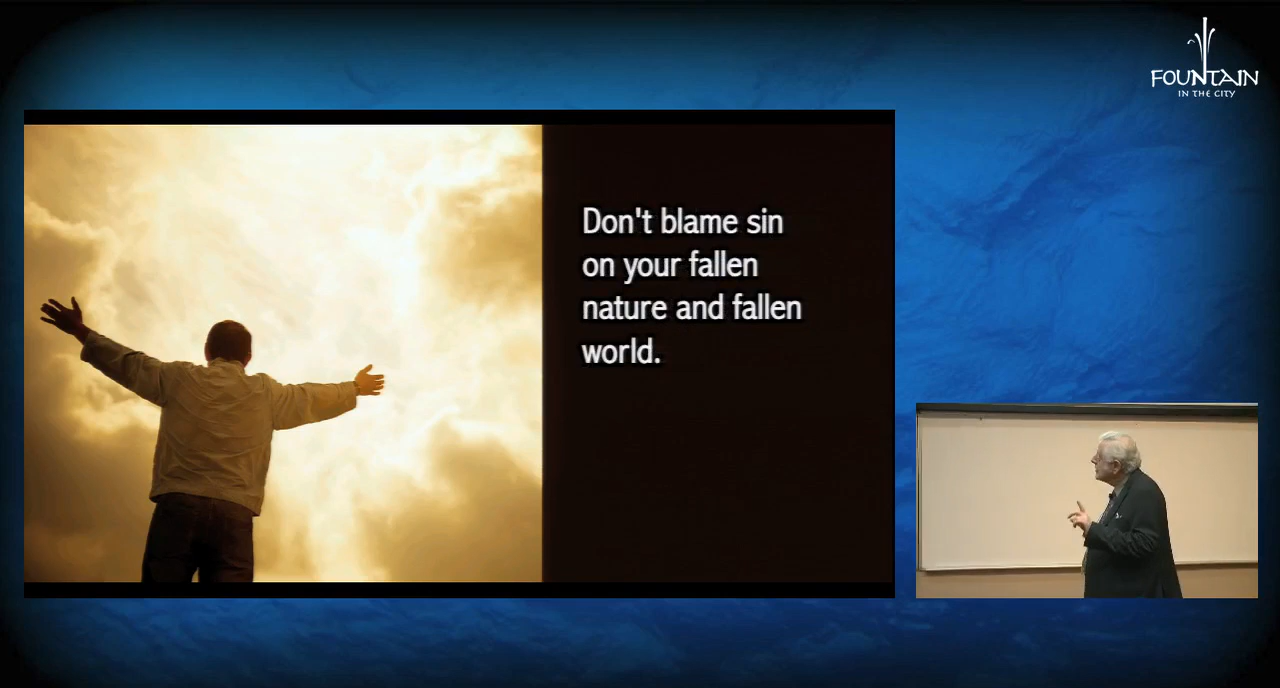 FOUNTAIN
IN THE CITY
Don't blame sin
on your fallen
nature and fallen
world.